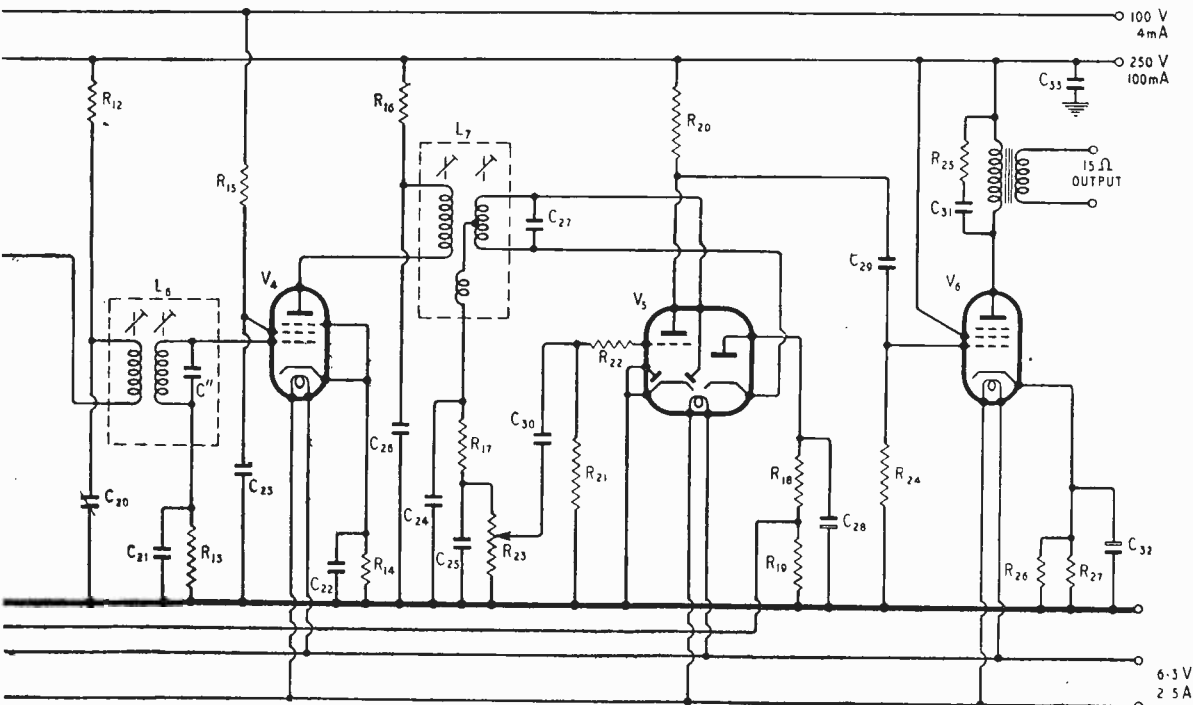 100 V
4mA
250 V
100mA
C33
R12
R16
L7
R20
R25
15Ω
OUTPUT
R15
C31
C27
C29
V4
V5
V6
L6
R22
C"
C30
C26
R17
R21
R18
R24
C23
C20
C24
C28
C21
R13
C25
R23
C32
C22
R14
R19
R26
R27
6·3 V
2 5A